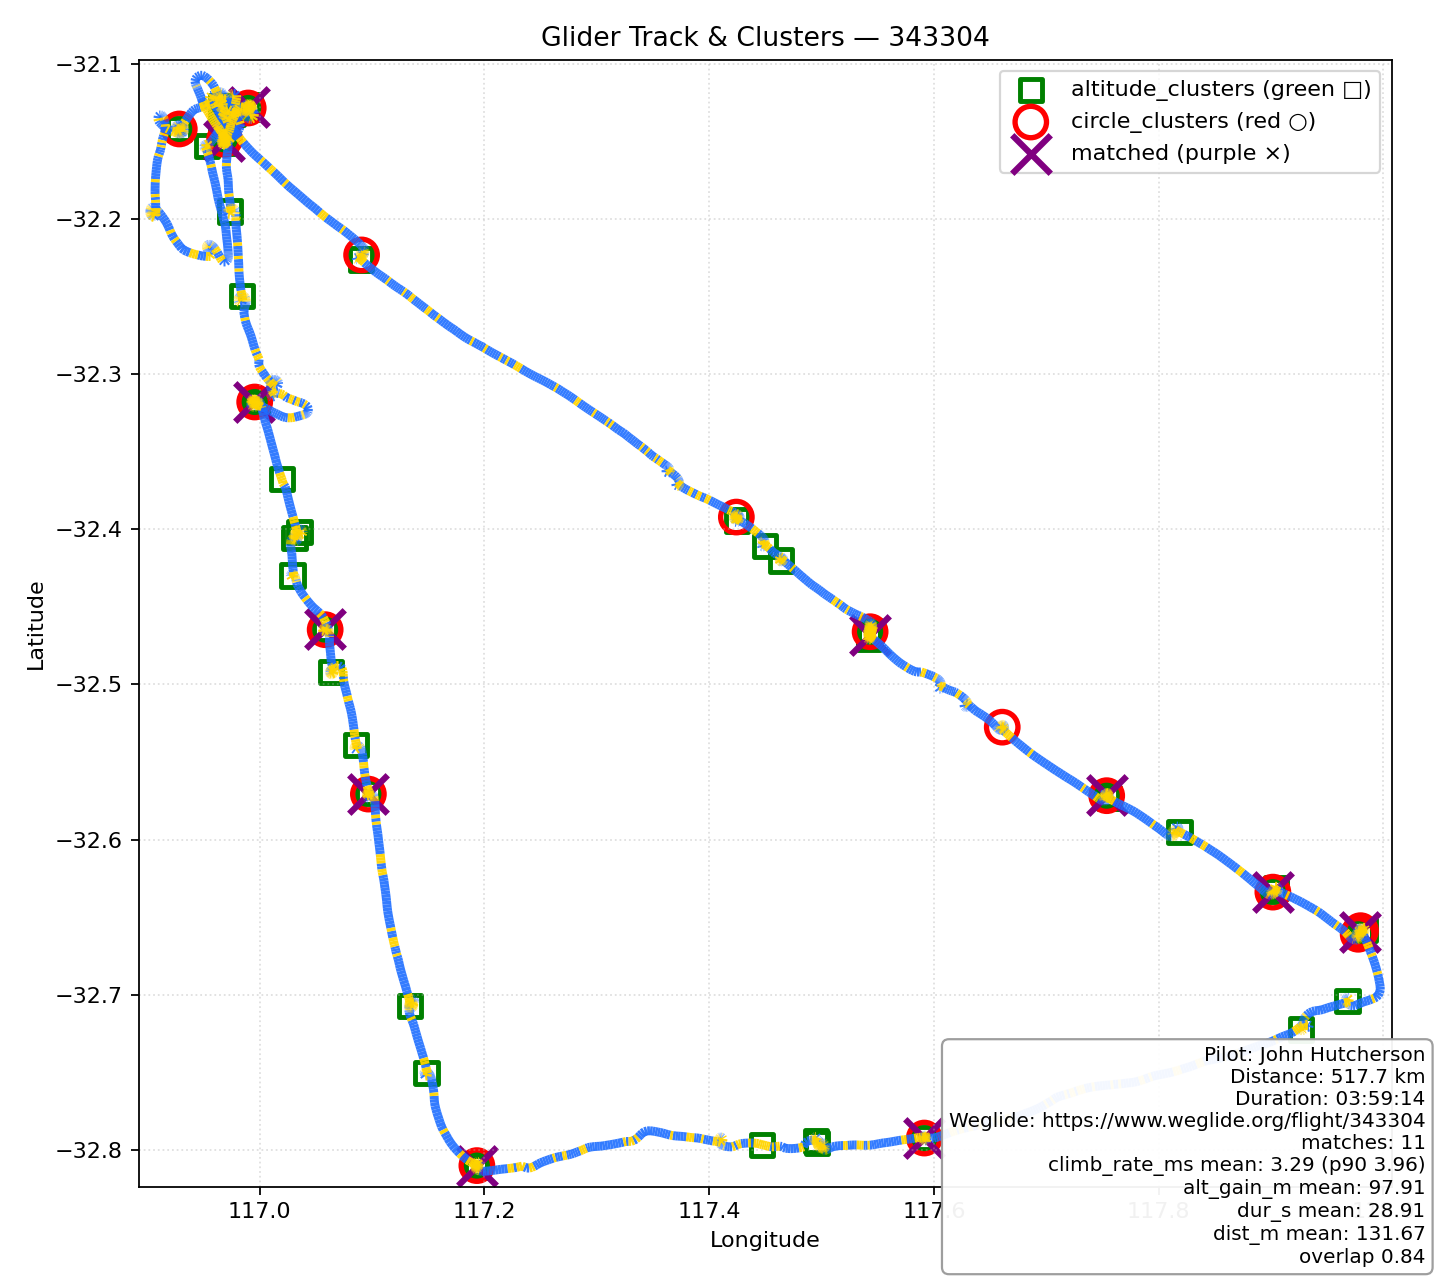 Glider Track & Clusters — 343304
altitude_clusters (green □)
circle_clusters (red ○)
matched (purple ×)
Latitude
−32.1
−32.2
−32.3
−32.4
−32.5
−32.6
−32.7
−32.8
117.0
117.2
117.4
117.6
117.8
Longitude
Pilot: John Hutcherson
Distance: 517.7 km
Duration: 03:59:14
Weglide: https://www.weglide.org/flight/343304
matches: 11
climb_rate_ms mean: 3.29 (p90 3.96)
alt_gain_m mean: 97.91
dur_s mean: 28.91
dist_m mean: 131.67
overlap 0.84